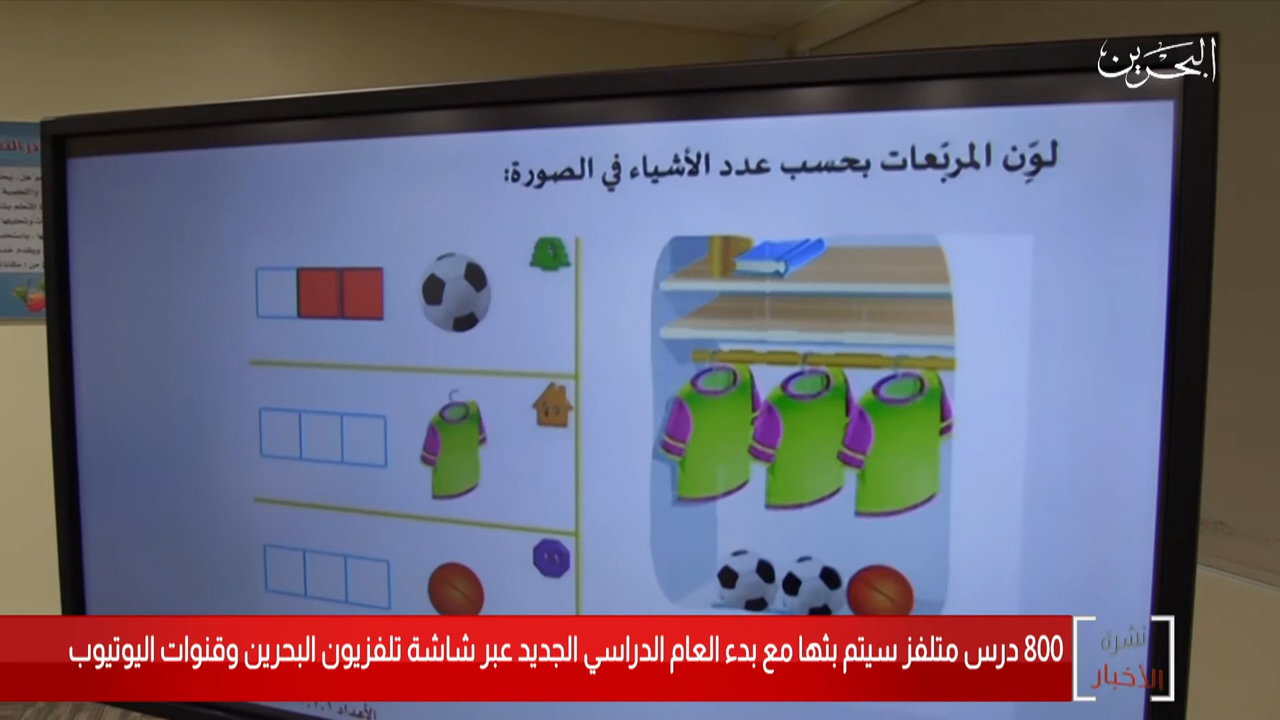 البحرين
لوِّن المربَعات بحسب عدد الأشياء في الصورة:
800 درس متلفز سيتم بثها مع بدء العام الدراسي الجديد عبر شاشة تلفزيون البحرين وقنوات اليوتيوب
نشرة
الأخبار